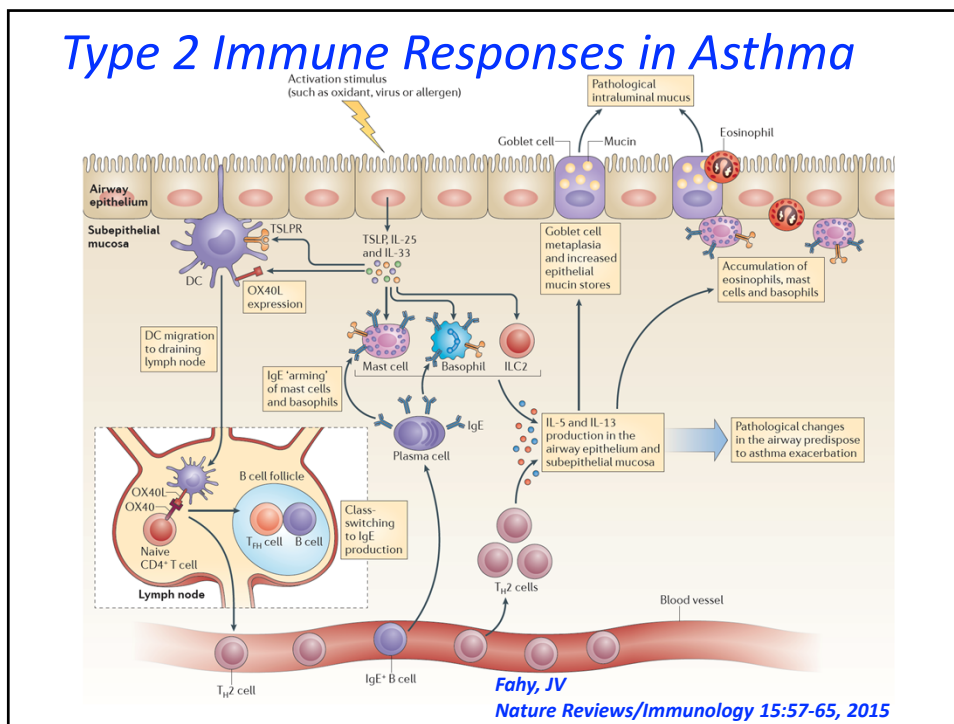 Type 2 Immune Responses in Asthma
Activation stimulus
(such as oxidant, virus or allergen)
Pathological
intraluminal mucus
Goblet cell
Mucin
Eosinophil
Airway
epithelium
Subepithelial
mucosa
TSLPR
DC
OX40L
expression
TSLP, IL-25
and IL-33
Goblet cell
metaplasia
and increased
epithelial
mucin stores
Accumulation of
eosinophils, mast
cells and basophils
DC migration
to draining
lymph node
Mast cell
Basophil
ILC2
IgE ‘arming’
of mast cells
and basophils
IgE
Plasma cell
IL-5 and IL-13
production in the
airway epithelium and
subepithelial mucosa
Pathological changes
in the airway predispose
to asthma exacerbation
OX40L
OX40
B cell follicle
TFH cell
B cell
Naive
CD4+ T cell
Lymph node
Class-
switching
to IgE
production
TH2 cells
Blood vessel
TH2 cell
IgE+ B cell
Fahy, JV
Nature Reviews/Immunology 15:57-65, 2015